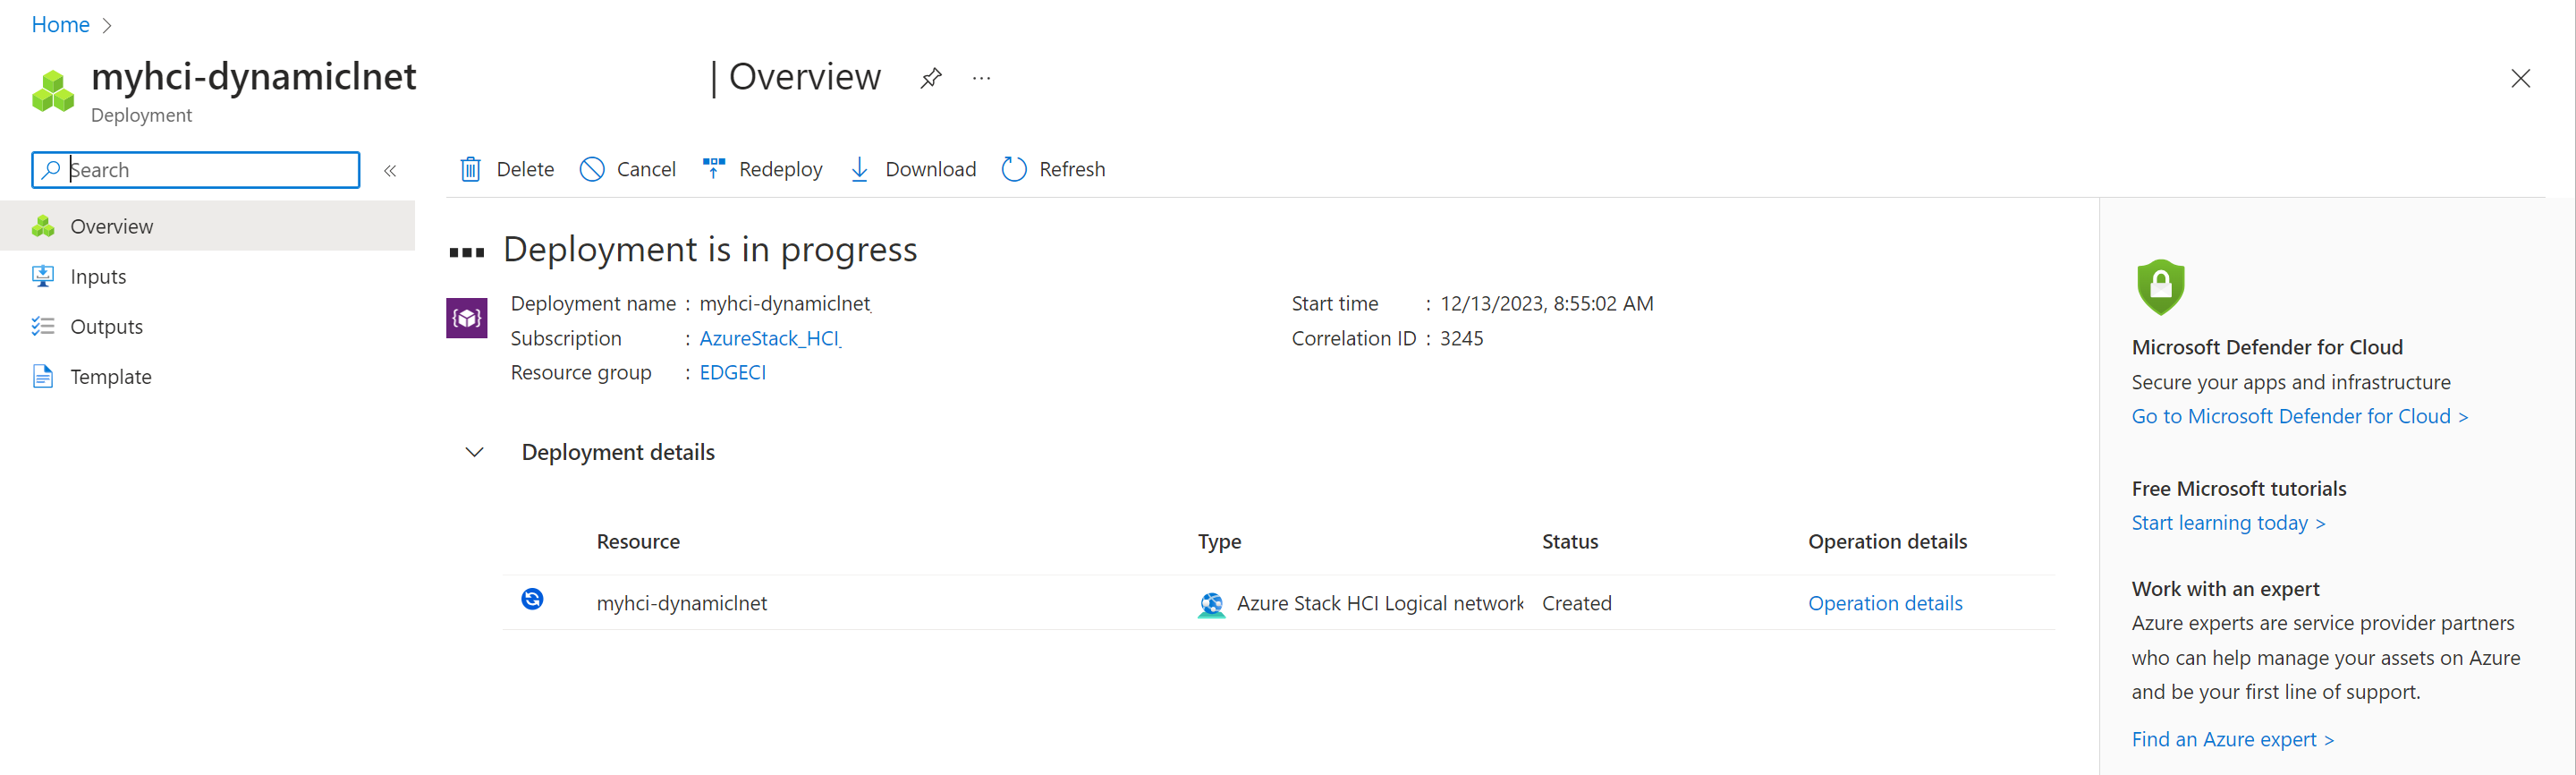 Home
myhci-dynamiclnet | Overview ...
Deployment
Search «
Delete Cancel Redeploy Download Refresh
Overview
Inputs
Outputs
Template
Deployment is in progress
Deployment name : myhci-dynamiclnet
Subscription : AzureStack_HCI
Resource group : EDGECI
Start time : 12/13/2023, 8:55:02 AM
Correlation ID : 3245
Deployment details
Resource Type Status Operation details
myhci-dynamiclnet Azure Stack HCI Logical network Created Operation details
Microsoft Defender for Cloud
Secure your apps and infrastructure
Go to Microsoft Defender for Cloud >
Free Microsoft tutorials
Start learning today >
Work with an expert
Azure experts are service provider partners
who can help manage your assets on Azure
and be your first line of support.
Find an Azure expert >